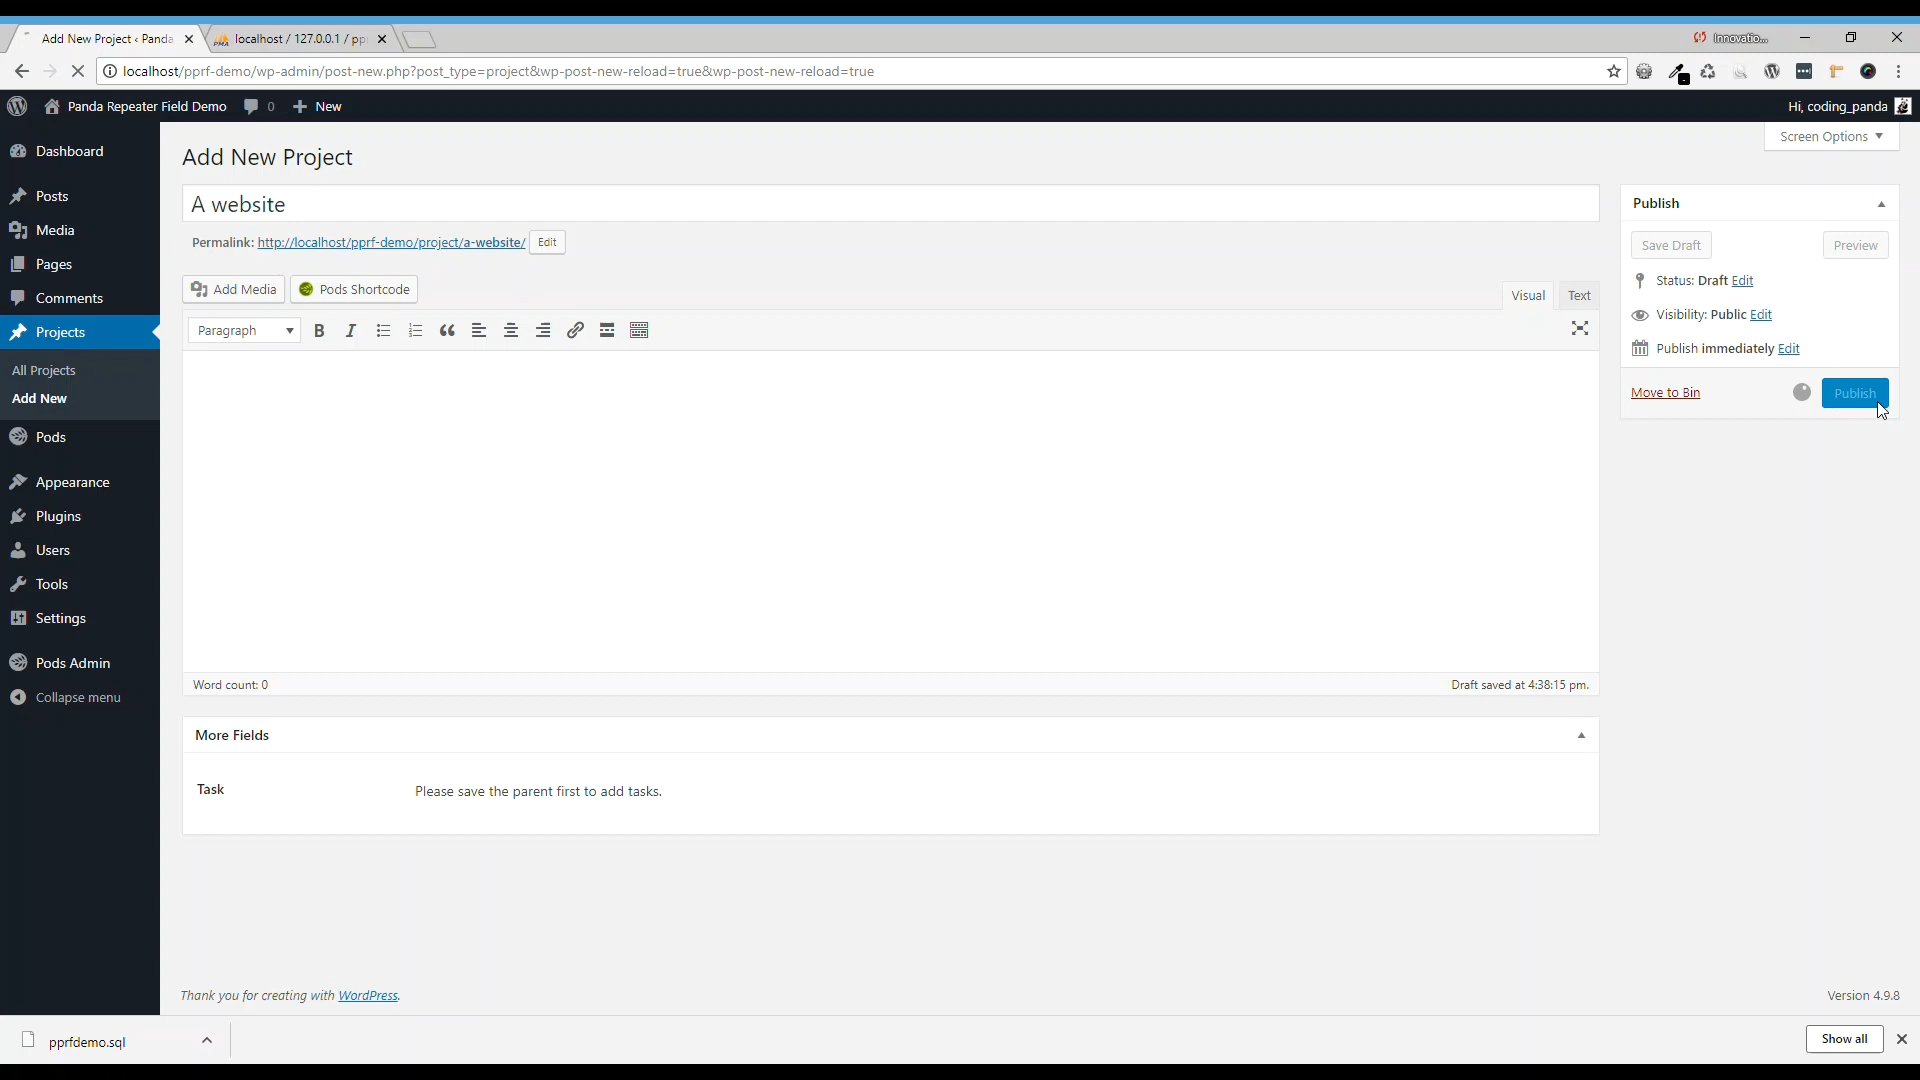 Add New Project ‹ Panda
localhost / 127.0.0.1 / pp
Innovatio...
localhost/pprf-demo/wp-admin/post-new.php?post_type=project&wp-post-new-reload=true&wp-post-new-reload=true
Panda Repeater Field Demo 0 New
Hi, coding_panda
Screen Options
Dashboard
Posts
Media
Pages
Comments
Projects
All Projects
Add New
Pods
Appearance
Plugins
Users
Tools
Settings
Pods Admin
Collapse menu
Add New Project
A website
Permalink: http://localhost/pprf-demo/project/a-website/ Edit
Add Media Pods Shortcode
Visual Text
Paragraph B I
Word count: 0 Draft saved at 4:38:15 pm.
More Fields
Task Please save the parent first to add tasks.
Publish
Save Draft Preview
Status: Draft Edit
Visibility: Public Edit
Publish immediately Edit
Move to Bin Publish
Thank you for creating with WordPress.
Version 4.9.8
pprfdemo.sql
Show all